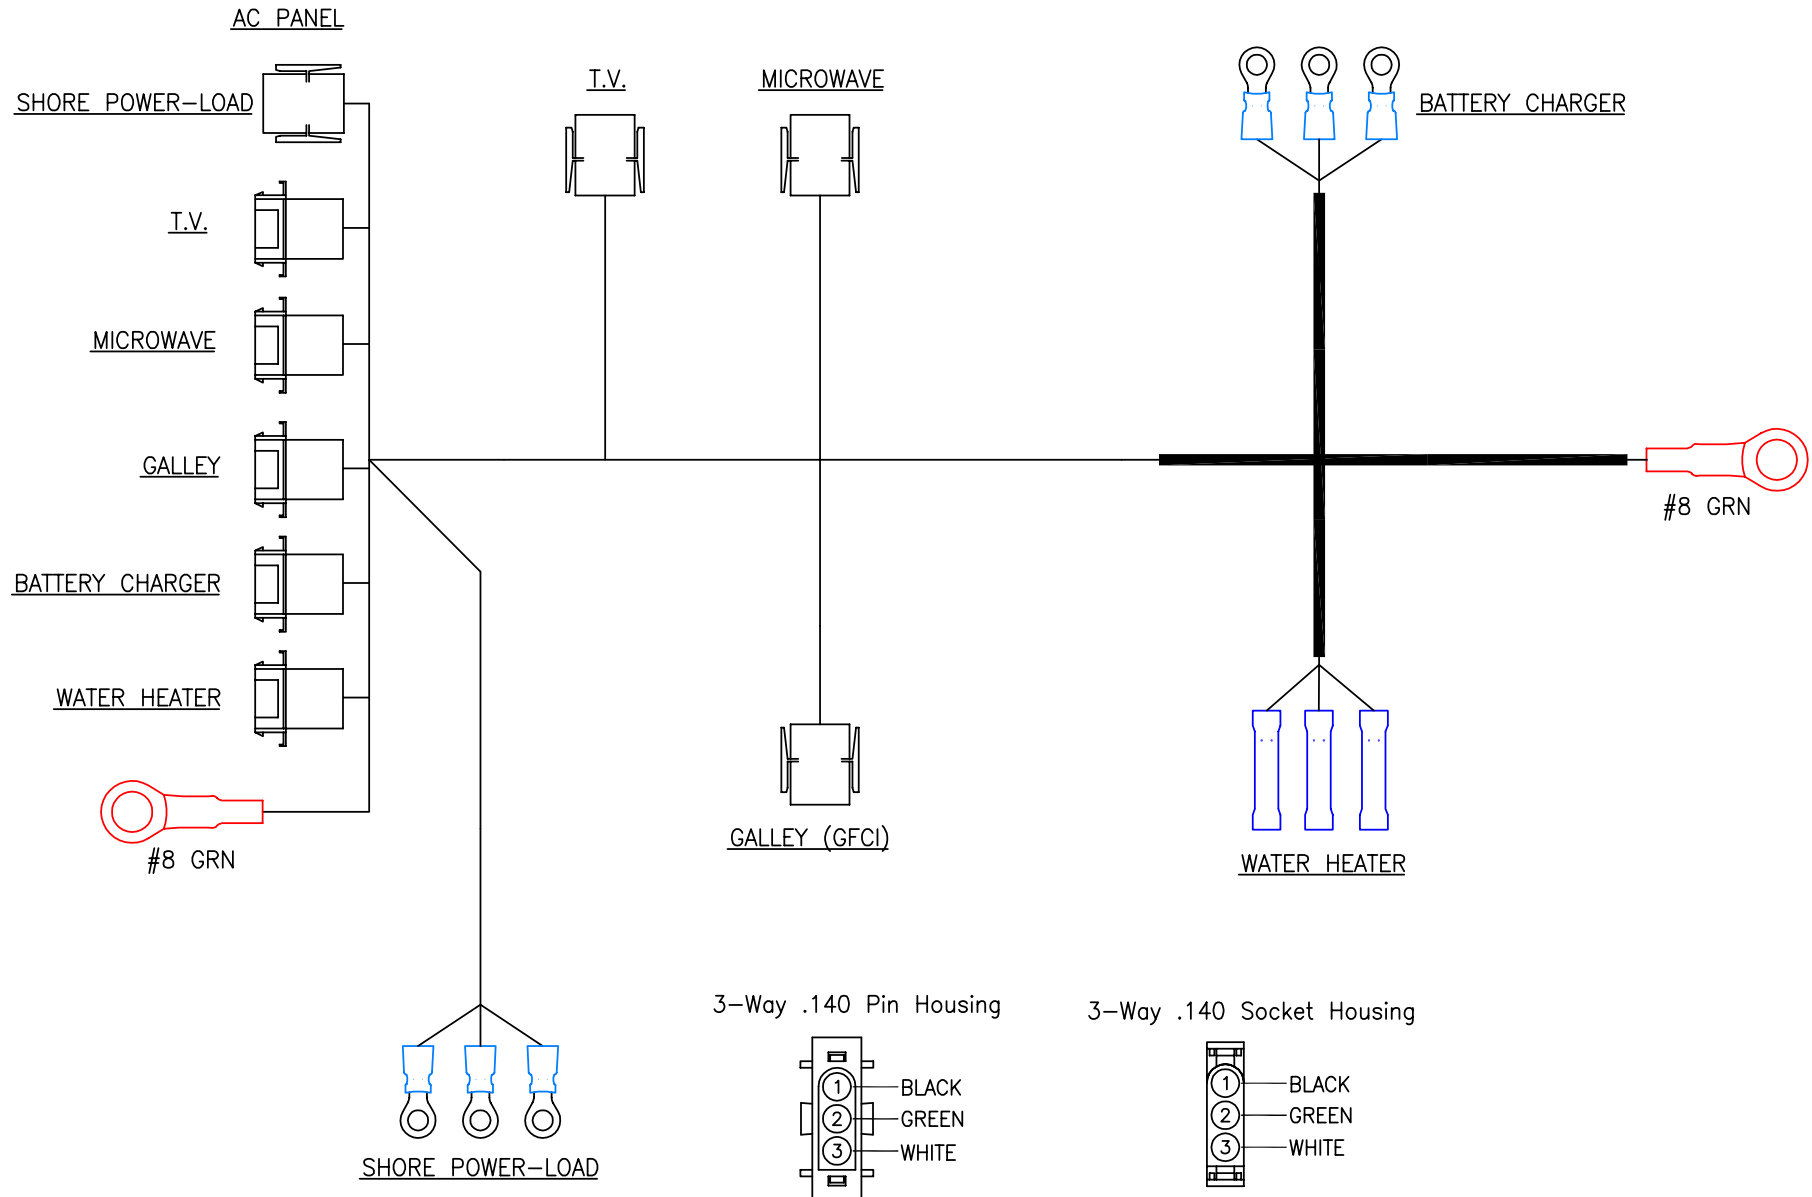 AC PANEL
SHORE POWER-LOAD
T.V.
MICROWAVE
GALLEY
BATTERY CHARGER
WATER HEATER
#8 GRN
T.V.
MICROWAVE
BATTERY CHARGER
#8 GRN
GALLEY (GFCI)
WATER HEATER
SHORE POWER-LOAD
3-Way .140 Pin Housing
1 BLACK
2 GREEN
3 WHITE
3-Way .140 Socket Housing
1 BLACK
2 GREEN
3 WHITE